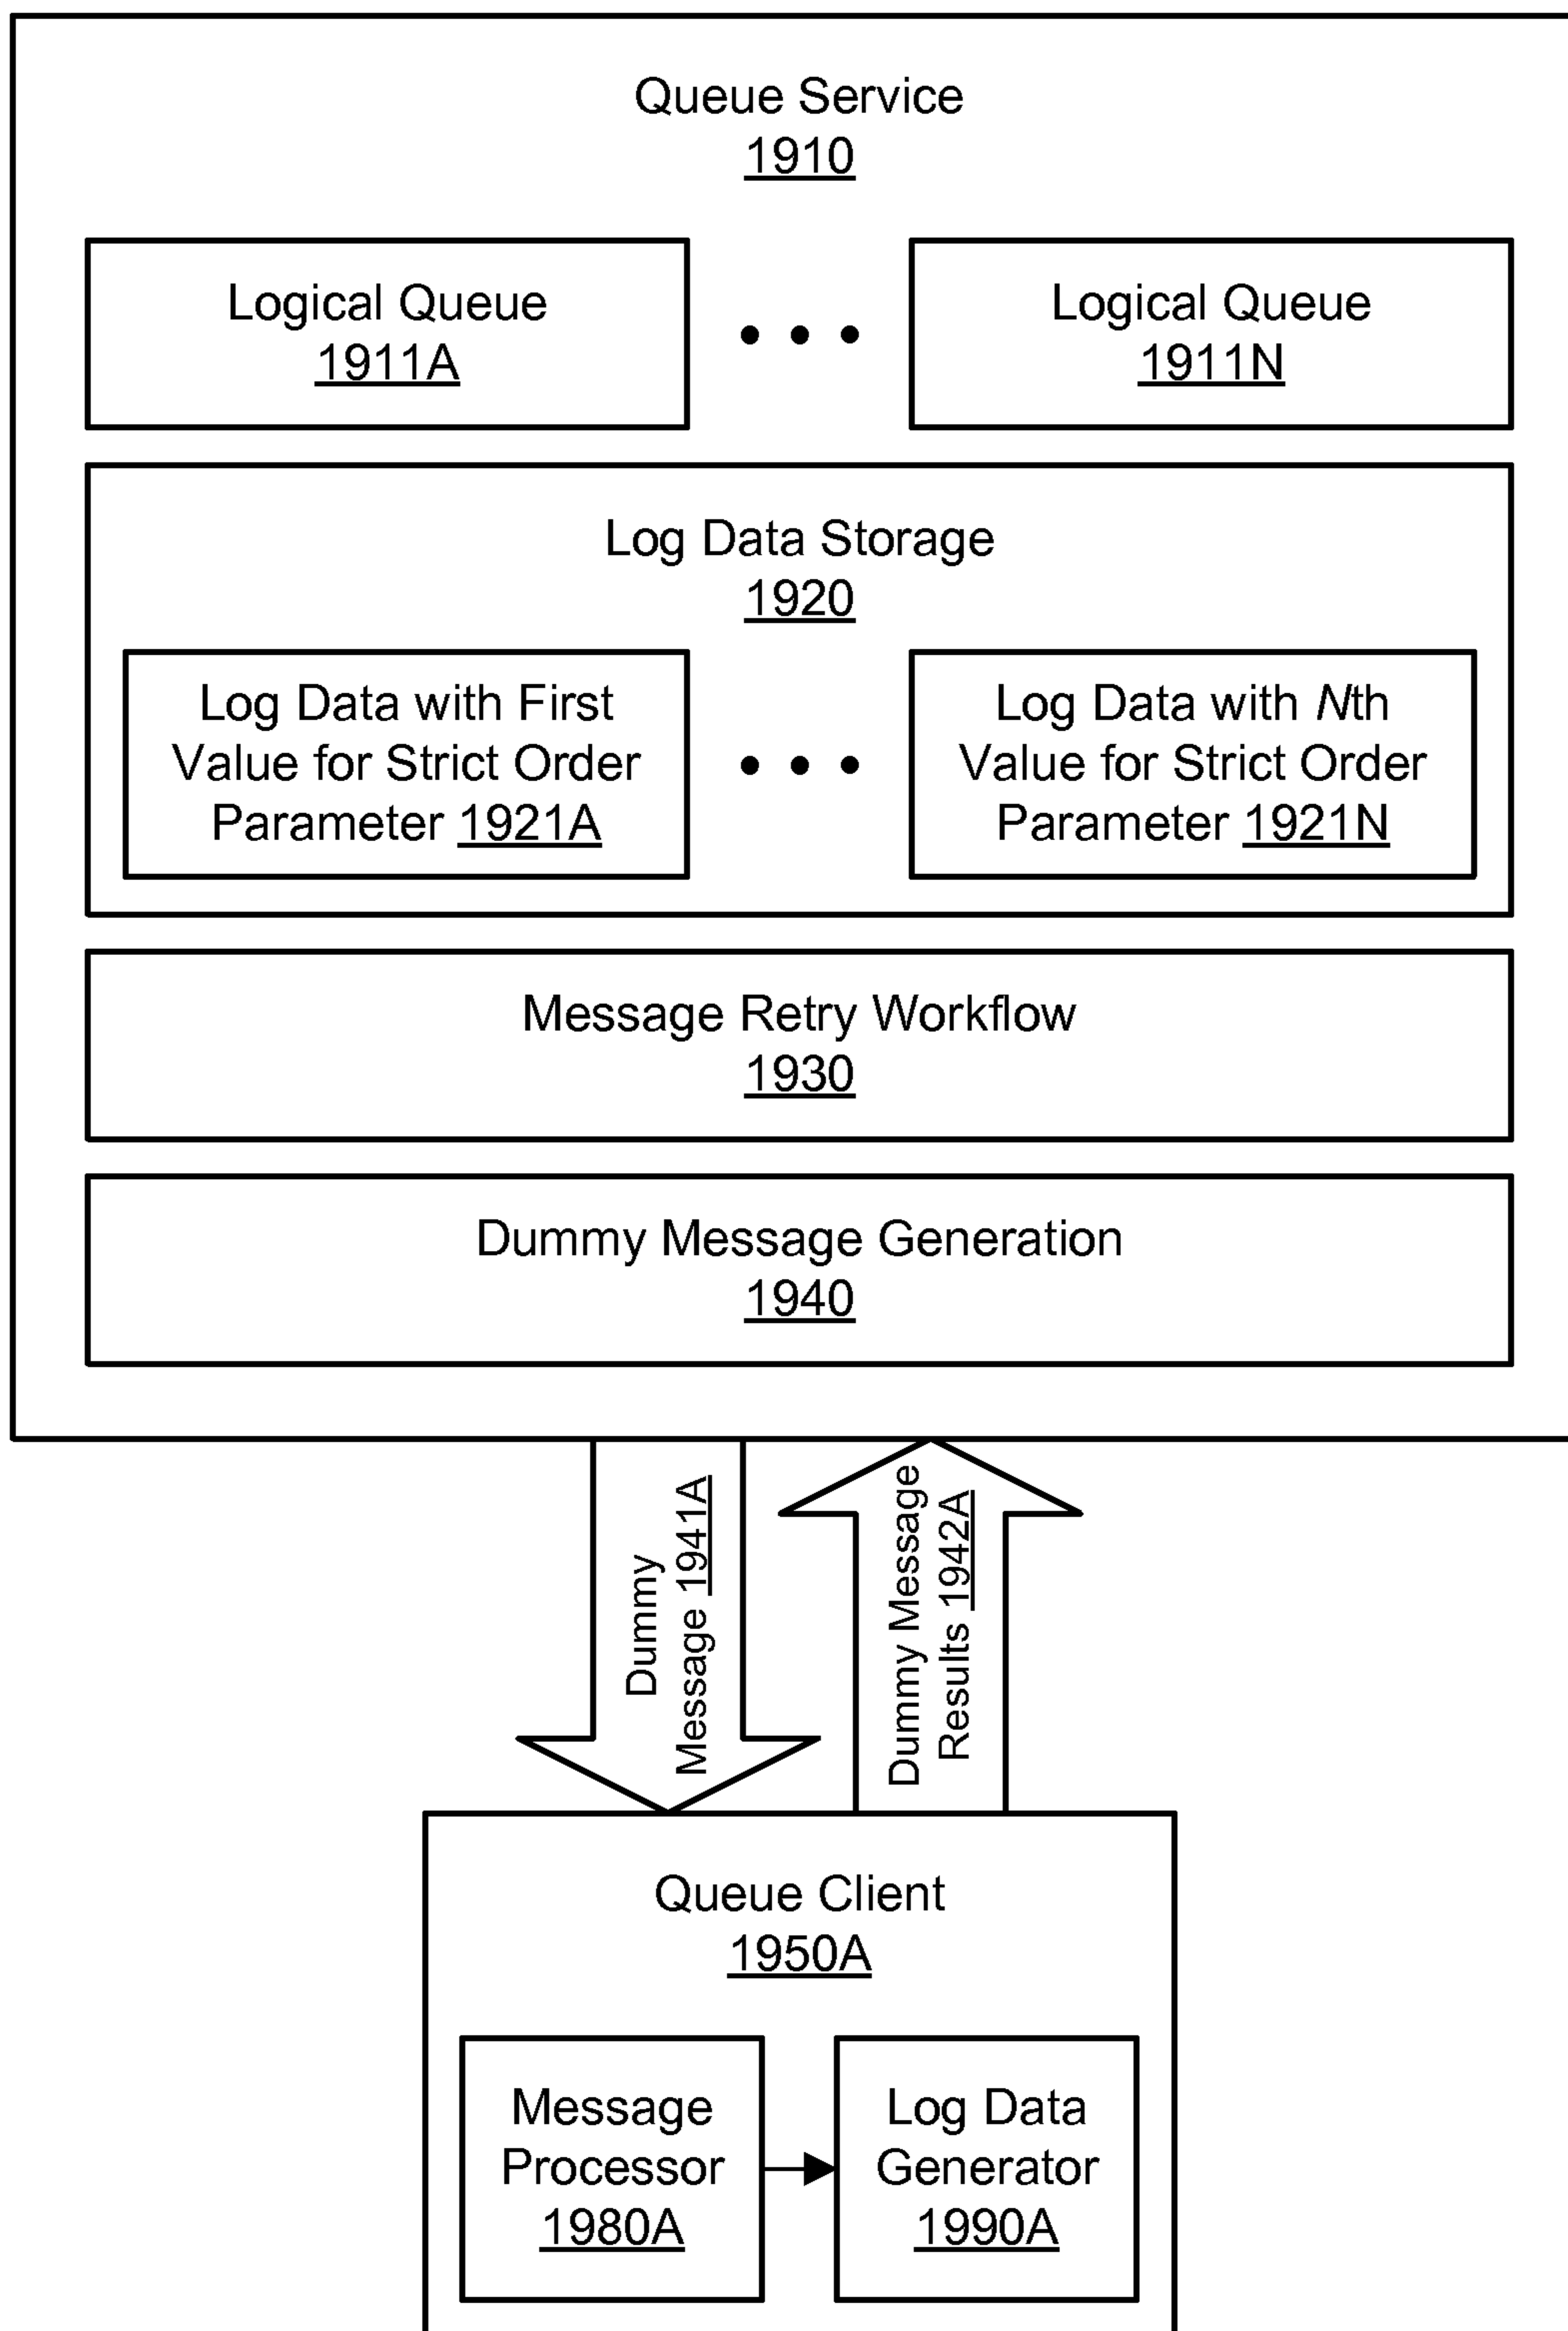 Queue Service
1910
Logical Queue
1911A
Logical Queue
1911N
Log Data Storage
1920
Log Data with First
Value for Strict Order
Parameter 1921A
Log Data with Nth
Value for Strict Order
Parameter 1921N
Message Retry Workflow
1930
Dummy Message Generation
1940
Dummy
Message 1941A
Dummy Message
Results 1942A
Queue Client
1950A
Message
Processor
1980A
Log Data
Generator
1990A